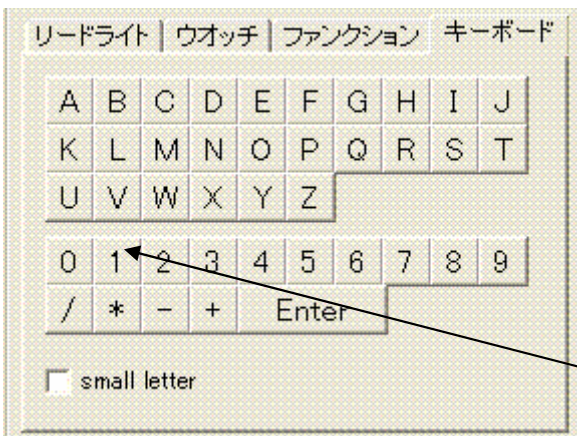 リードライト ウオッチ ファンクション キーボード
A B C D E F G H I J
K L M N O P Q R S T
U V W X Y Z
0 1 2 3 4 5 6 7 8 9
/ * - + Enter
small letter